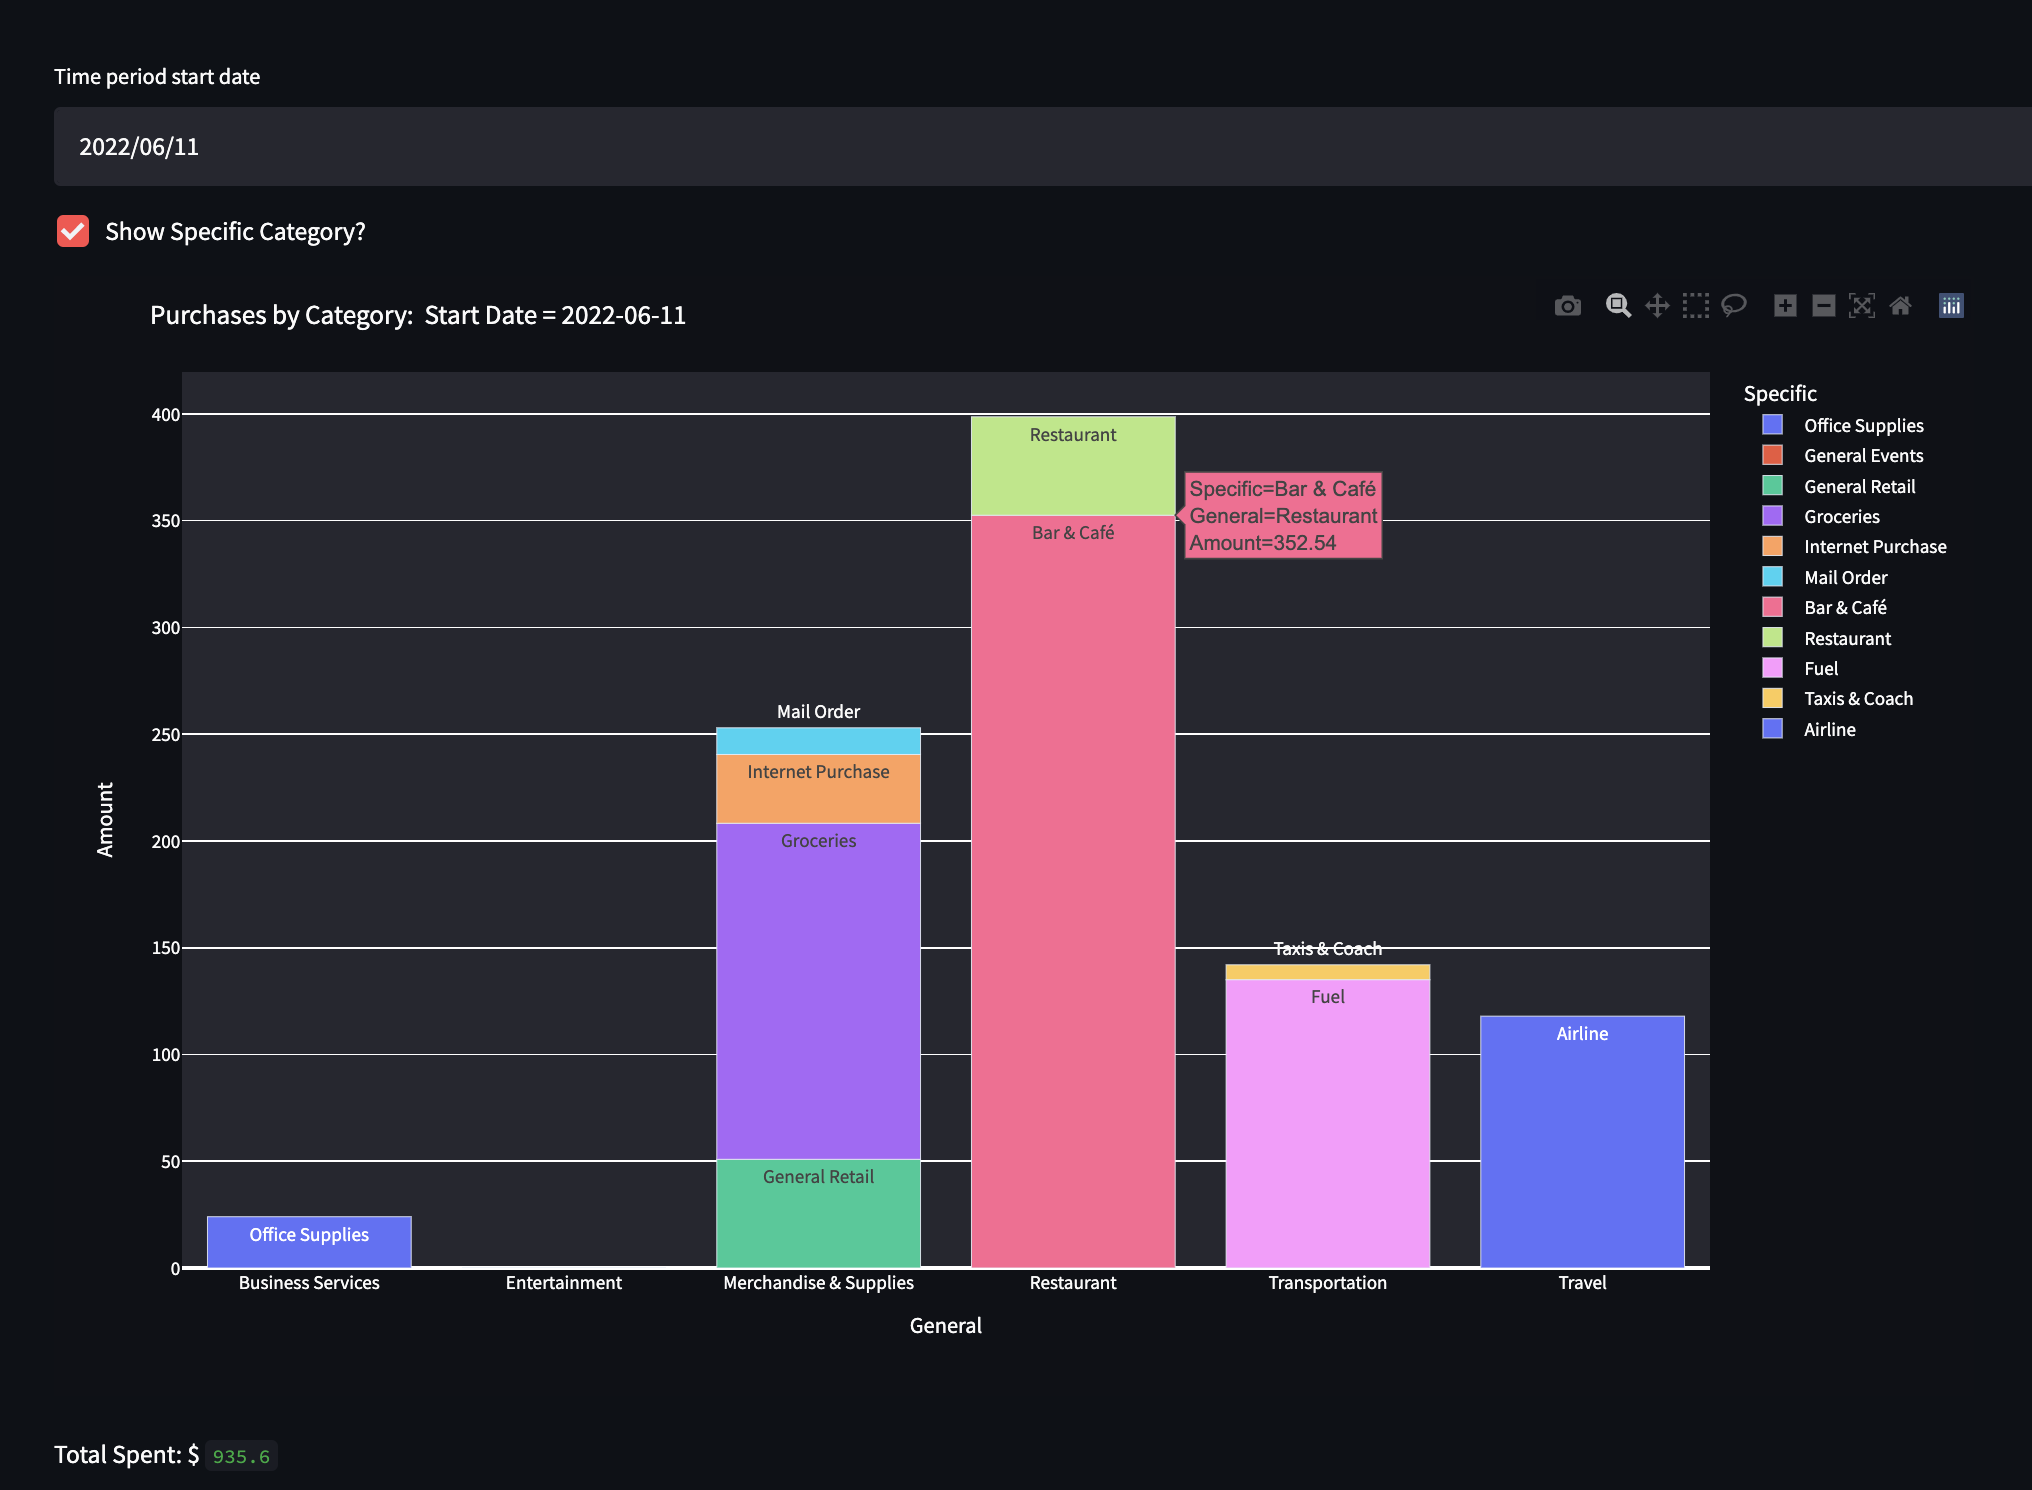 Time period start date
2022/06/11
Show Specific Category?
Purchases by Category:  Start Date = 2022-06-11
Specific
Office Supplies
General Events
General Retail
Groceries
Internet Purchase
Mail Order
Bar & Café
Restaurant
Fuel
Taxis & Coach
Airline
Amount
400
350
300
250
200
150
100
50
0
Restaurant
Specific=Bar & Café
General=Restaurant
Amount=352.54
Bar & Café
Mail Order
Internet Purchase
Groceries
General Retail
Taxis & Coach
Fuel
Airline
Office Supplies
Business Services
Entertainment
Merchandise & Supplies
Restaurant
Transportation
Travel
General
Total Spent: $ 935.6